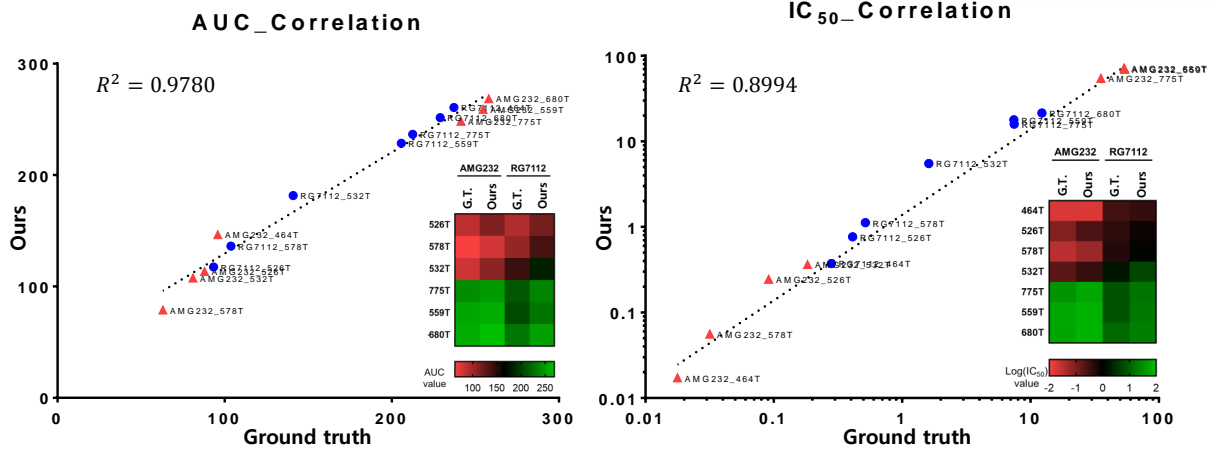 AUC_Correlation
R² = 0.9780
Ours
300
200
100
0
0
100
200
300
Ground truth
AMG232_680T
RG7112_464T
AMG232_559T
RG7112_680T
AMG232_775T
RG7112_775T
RG7112_559T
RG7112_532T
AMG232_464T
RG7112_578T
RG7112_526T
AMG232_526T
AMG232_532T
AMG232_578T
AMG232 RG7112
G.T. Ours G.T. Ours
526T
578T
532T
775T
559T
680T
AUC
value
100 150 200 250
IC₅₀_Correlation
R² = 0.8994
Ours
100
10
1
0.1
0.01
0.01
0.1
1
10
100
Ground truth
AMG232_559T
AMG232_775T
RG7112_680T
RG7112_559T
RG7112_775T
RG7112_532T
RG7112_578T
RG7112_526T
AMG232_532T
RG7112_464T
AMG232_526T
AMG232_578T
AMG232_464T
AMG232 RG7112
G.T. Ours G.T. Ours
464T
526T
578T
532T
775T
559T
680T
Log(IC₅₀)
value
-2 -1 0 1 2